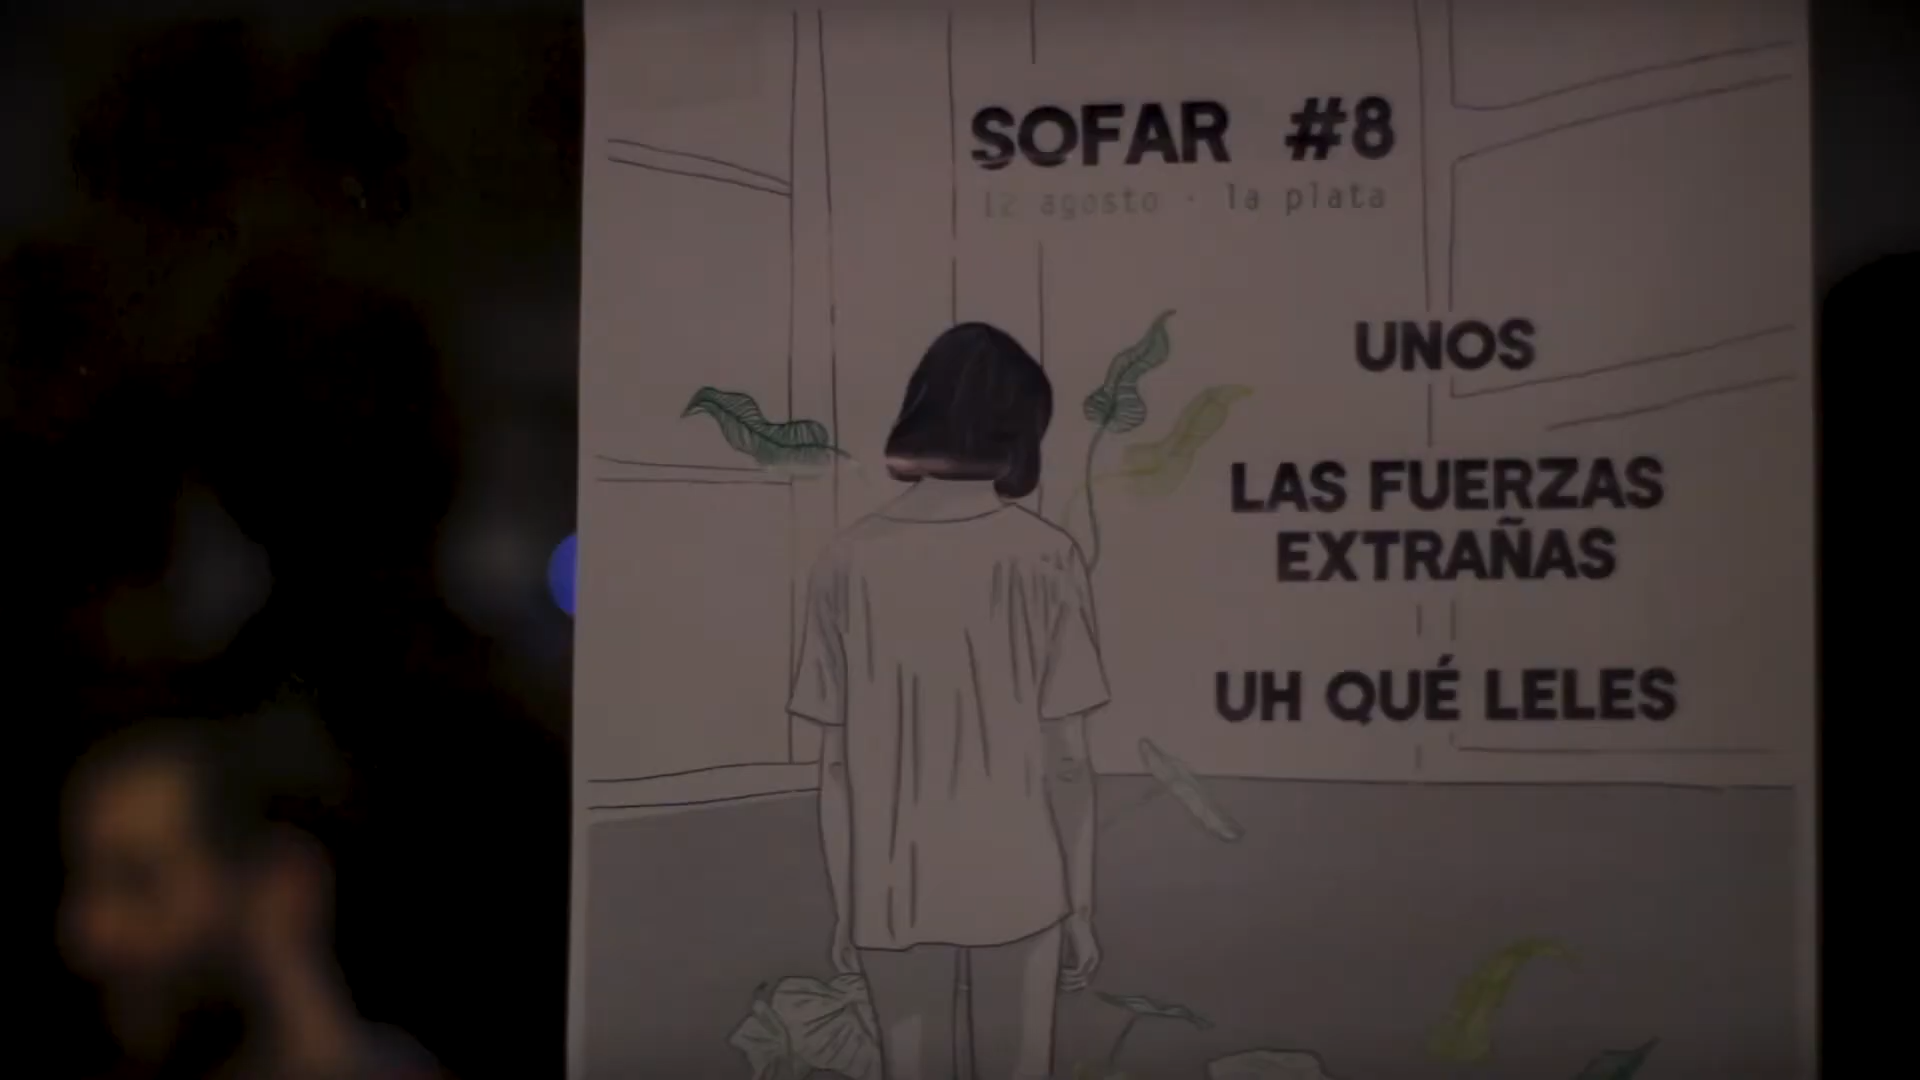 SOFAR #8
12 agosto · la plata
UNOS
LAS FUERZAS
EXTRAÑAS
UH QUÉ LELES